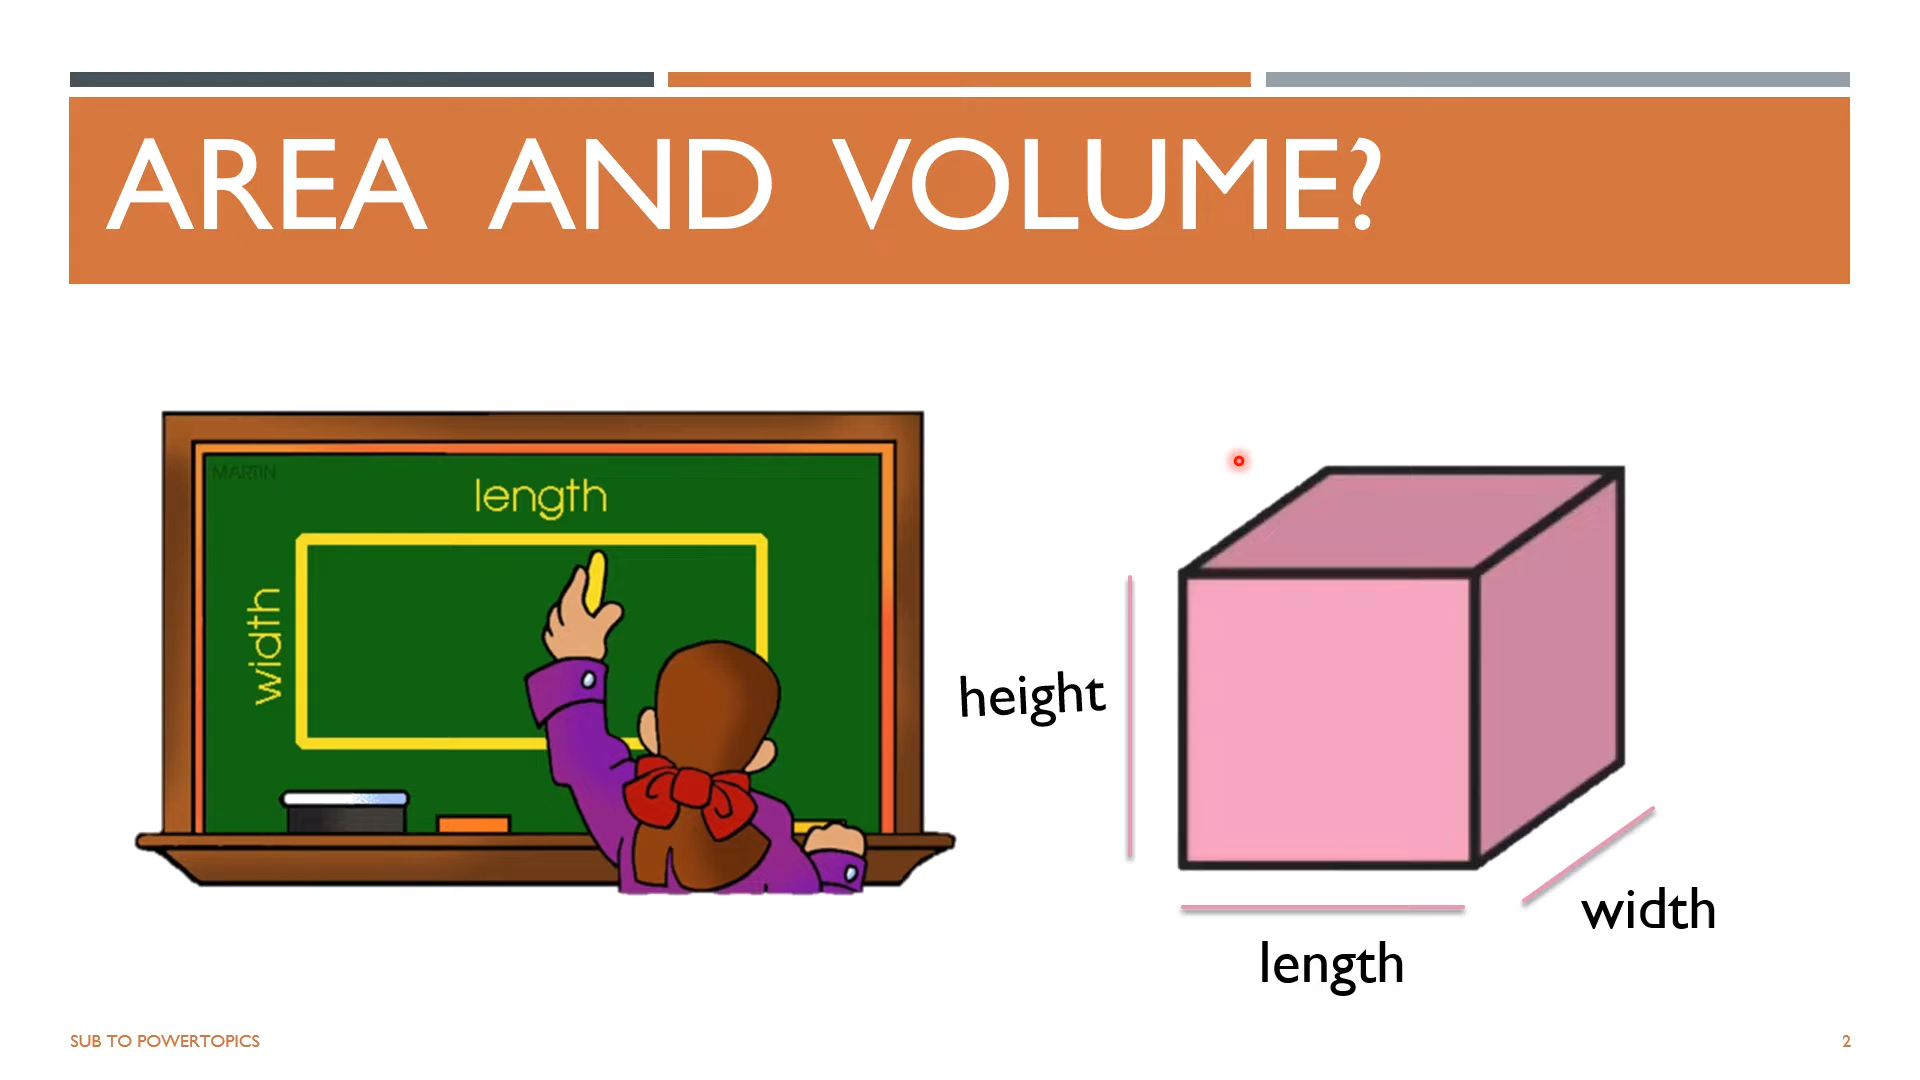 AREA AND VOLUME?
MARTIN
length
width
height
width
length
SUB TO POWERTOPICS
2